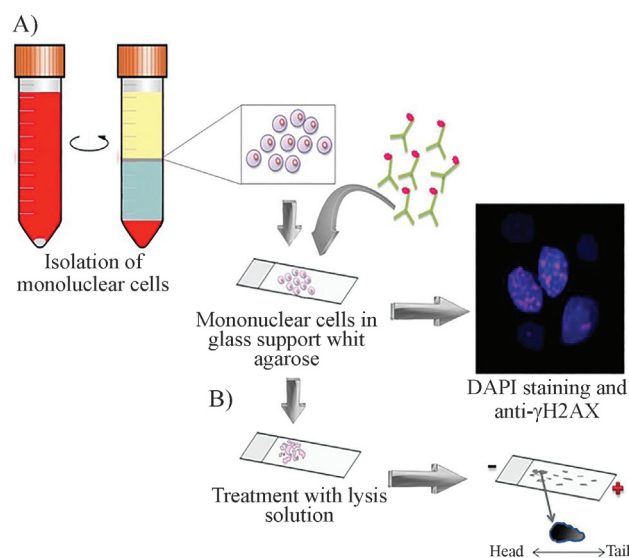 A)
Isolation of
monoluclear cells
Mononuclear cells in
glass support whit
agarose
DAPI staining and
anti-γH2AX
B)
Treatment with lysis
solution
-
+
Head
Tail